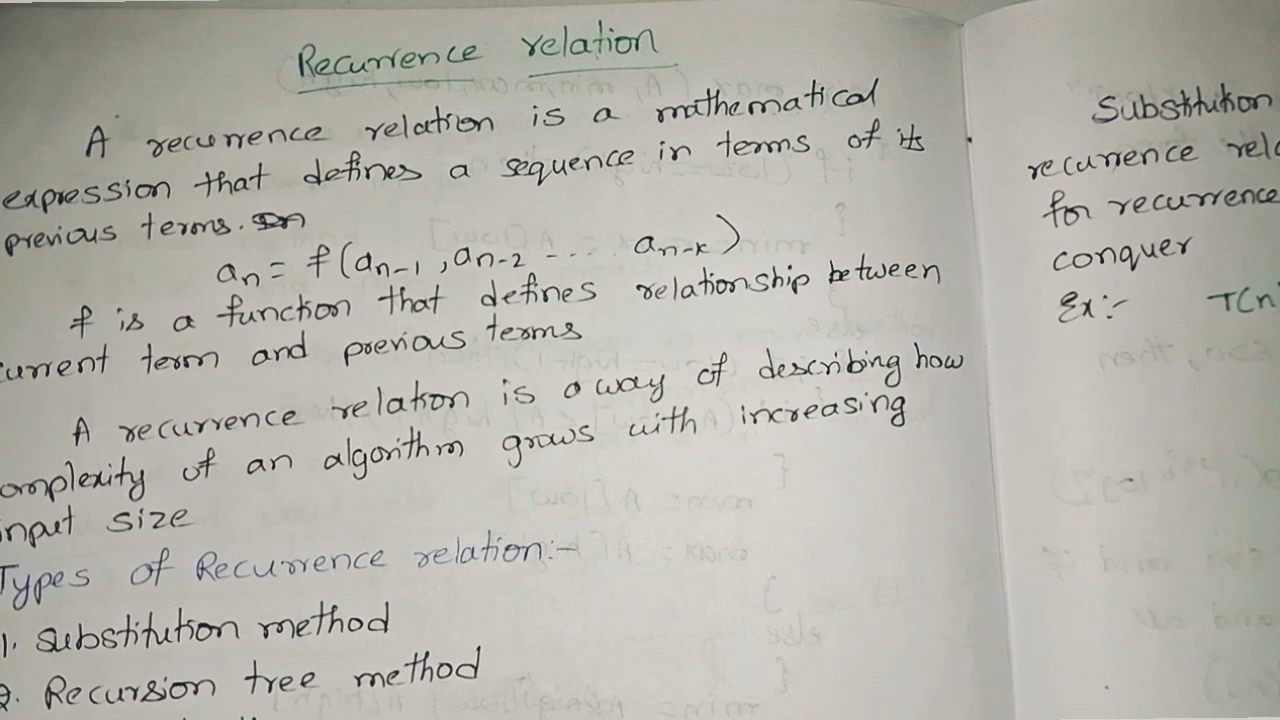 Recurrence relation
A recurrence relation is a mathematical
expression that defines a sequence in terms of its
previous terms.
an = f(an-1, an-2 ---- an-k)
f is a function that defines relationship between
current term and previous terms
A recurrence relation is a way of describing how
omplexity of an algorithm grows with increasing
input size
Types of Recurrence relation:-
1. Substitution method
2. Recursion tree method
Substitution
recurrence rela
for recurrence
conquer
Ex:- T(n)